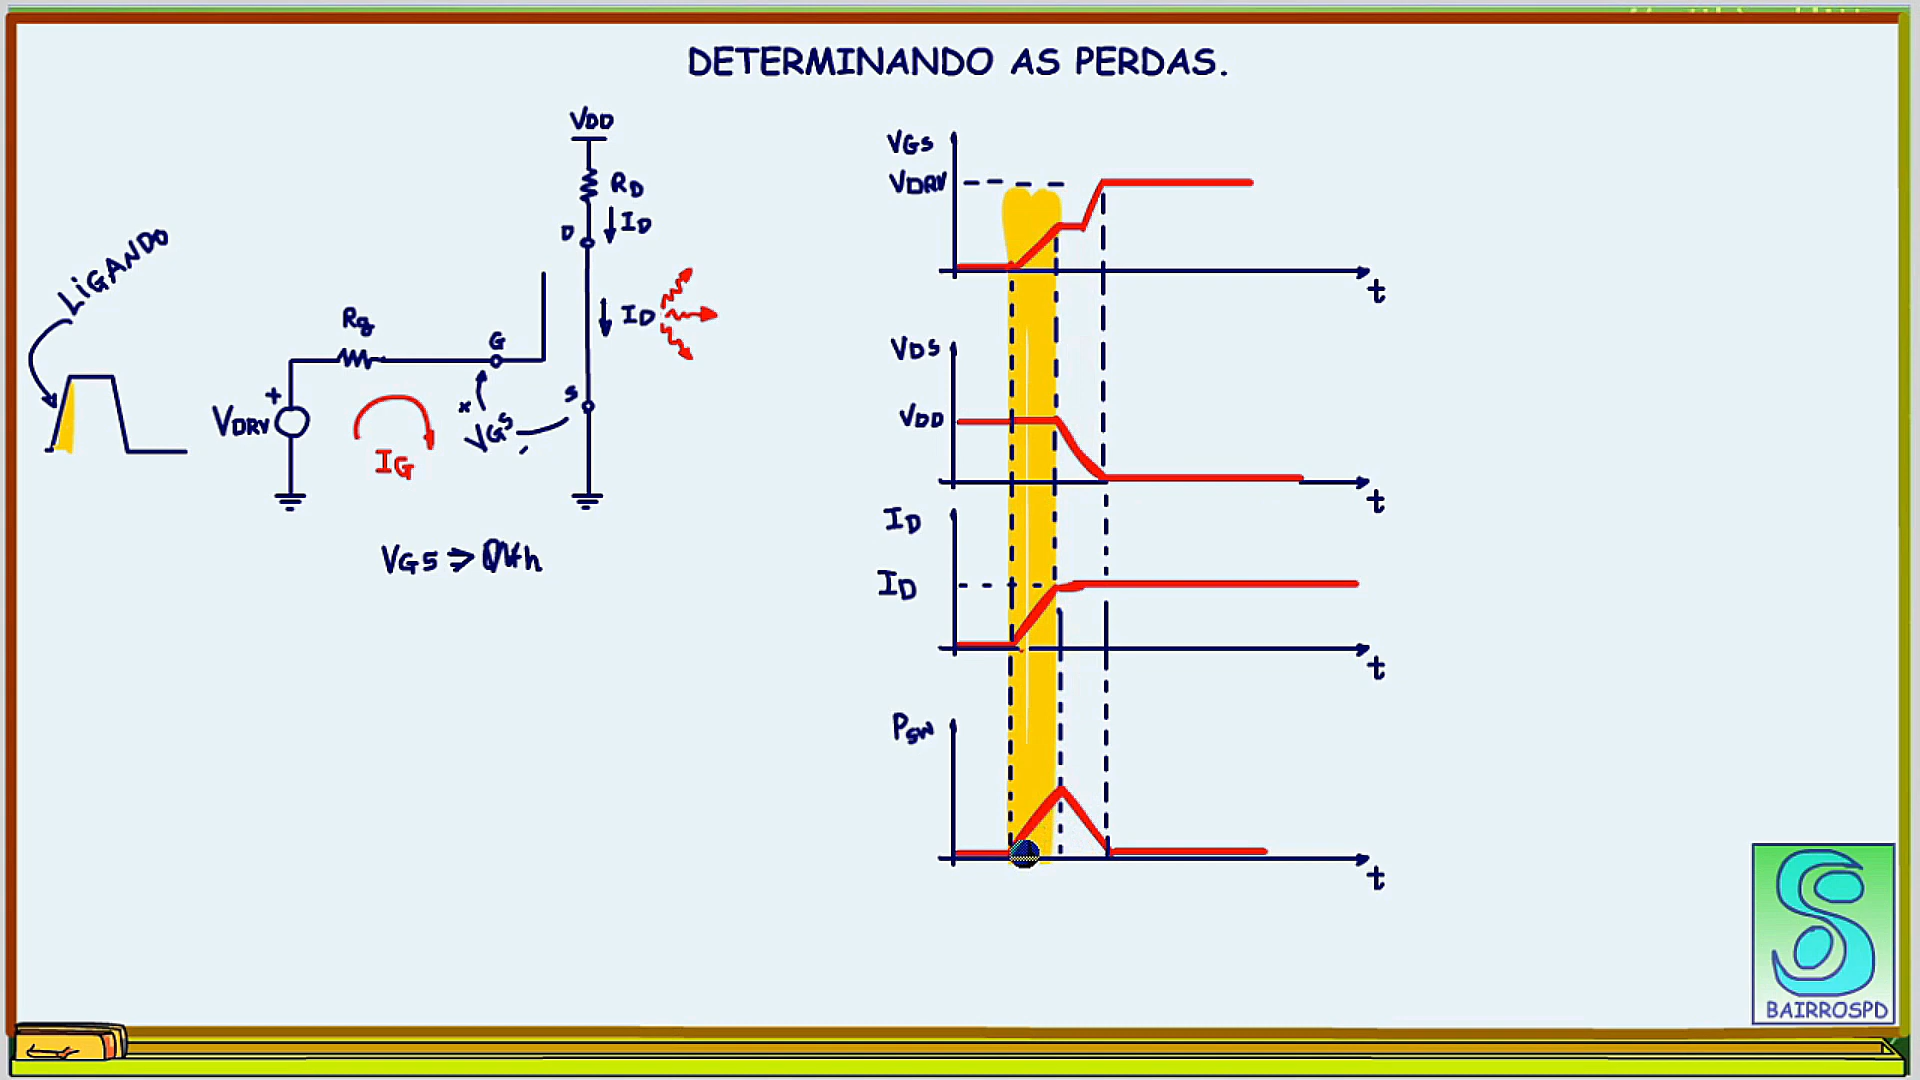 DETERMINANDO AS PERDAS.
LIGANDO
VDD
RD
ID
D
ID
Rg
G
S
+
VDRV
IG
VGS
VGS
VDRV
t
VDS
VDD
t
ID
ID
t
PSW
t
BAIRROSPD